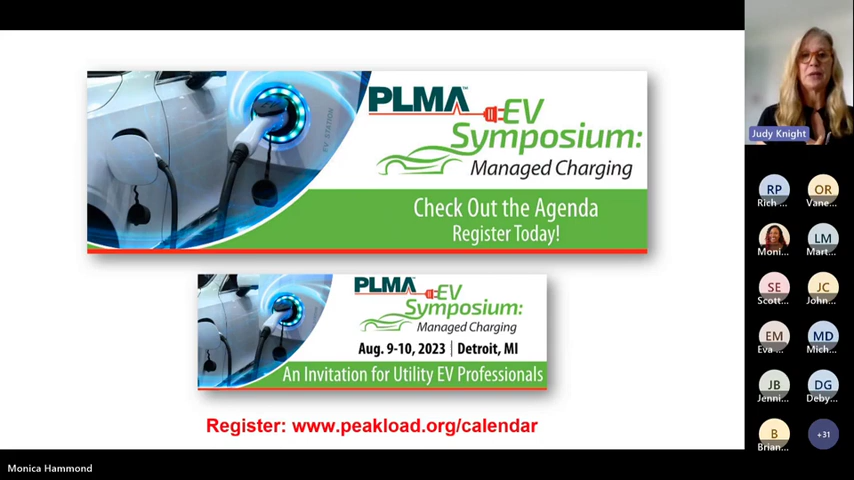 PLMA™
EV
Symposium:
Managed Charging
Check Out the Agenda
Register Today!
EV STATION
PLMA™
EV
Symposium:
Managed Charging
Aug. 9-10, 2023 | Detroit, MI
An Invitation for Utility EV Professionals
Register: www.peakload.org/calendar
Judy Knight
RP
OR
Rich ...
Vane...
Moni...
LM
Mart...
SE
JC
Scott...
John...
EM
MD
Eva ...
Mich...
JB
DG
Jenni...
Deby...
B
+31
Brian...
Monica Hammond